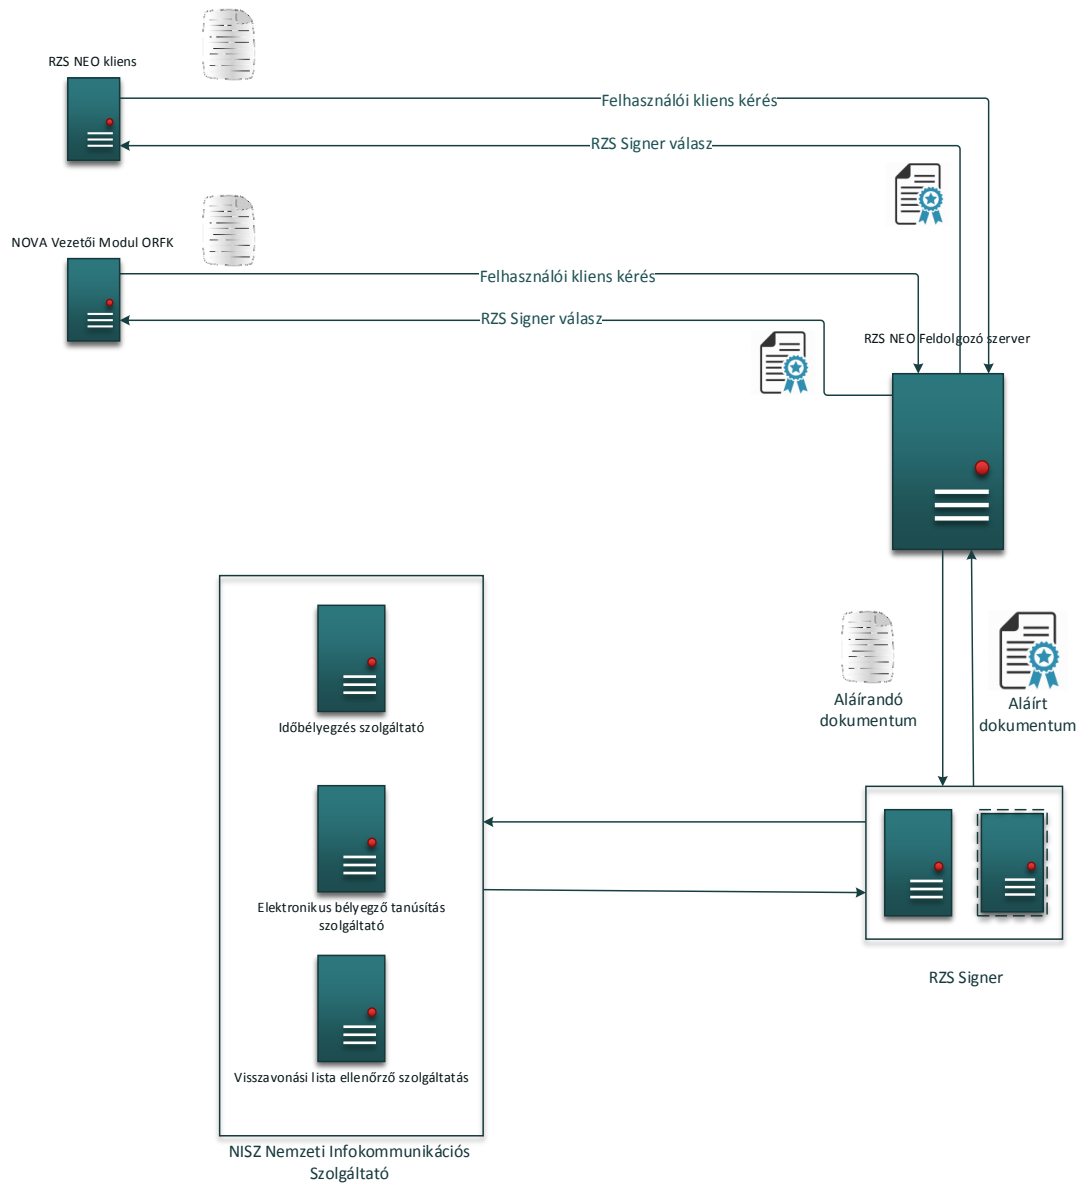 RZS NEO kliens
Felhasználói kliens kérés
RZS Signer válasz
NOVA Vezetői Modul ORFK
Felhasználói kliens kérés
RZS Signer válasz
RZS NEO Feldolgozó szerver
Aláírandó
dokumentum
Aláírt
dokumentum
Időbélyegzés szolgáltató
Elektronikus bélyegző tanúsítás
szolgáltató
RZS Signer
Visszavonási lista ellenőrző szolgáltatás
NISZ Nemzeti Infokommunikációs
Szolgáltató